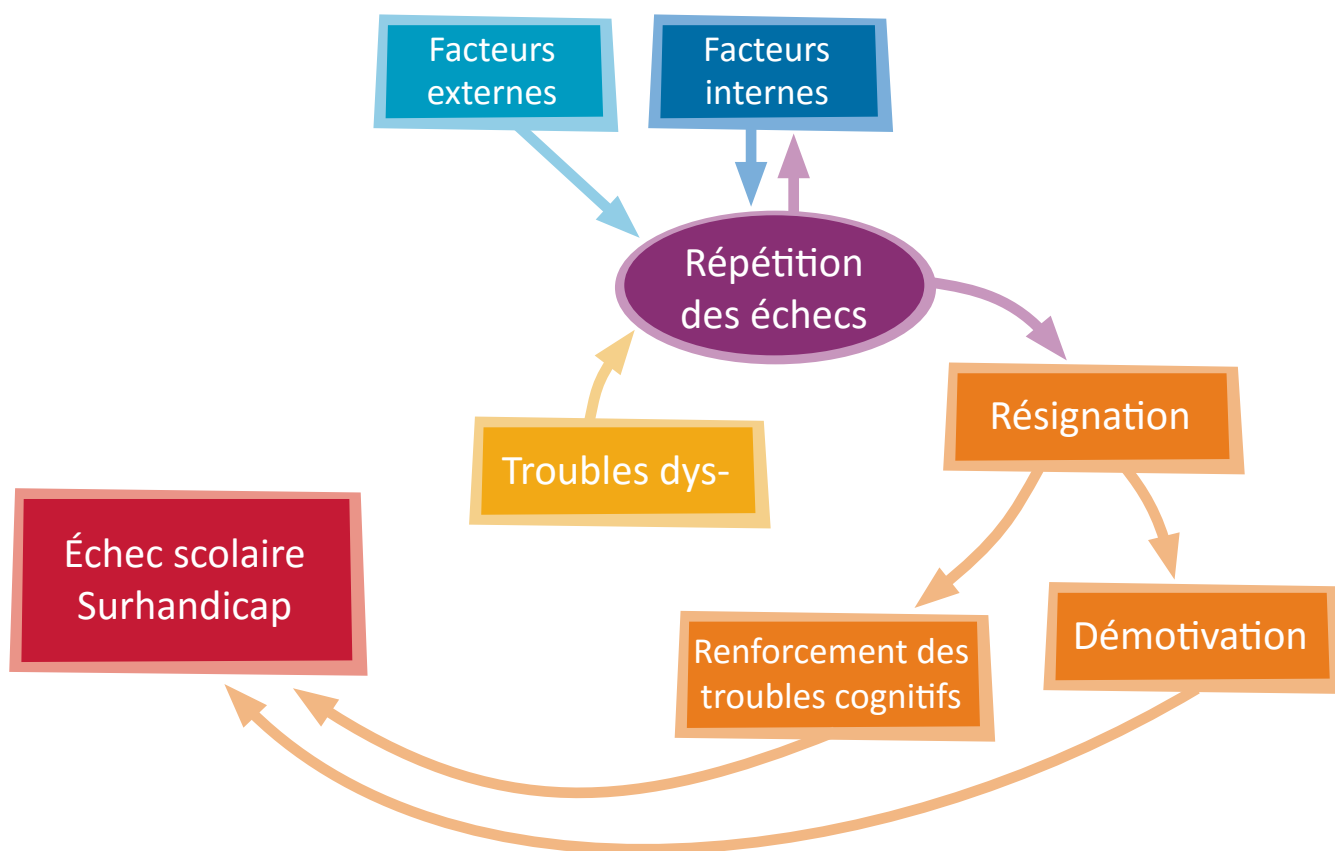 Facteurs
externes
Facteurs
internes
Répétition
des échecs
Résignation
Troubles dys-
Échec scolaire
Surhandicap
Renforcement des
troubles cognitifs
Démotivation